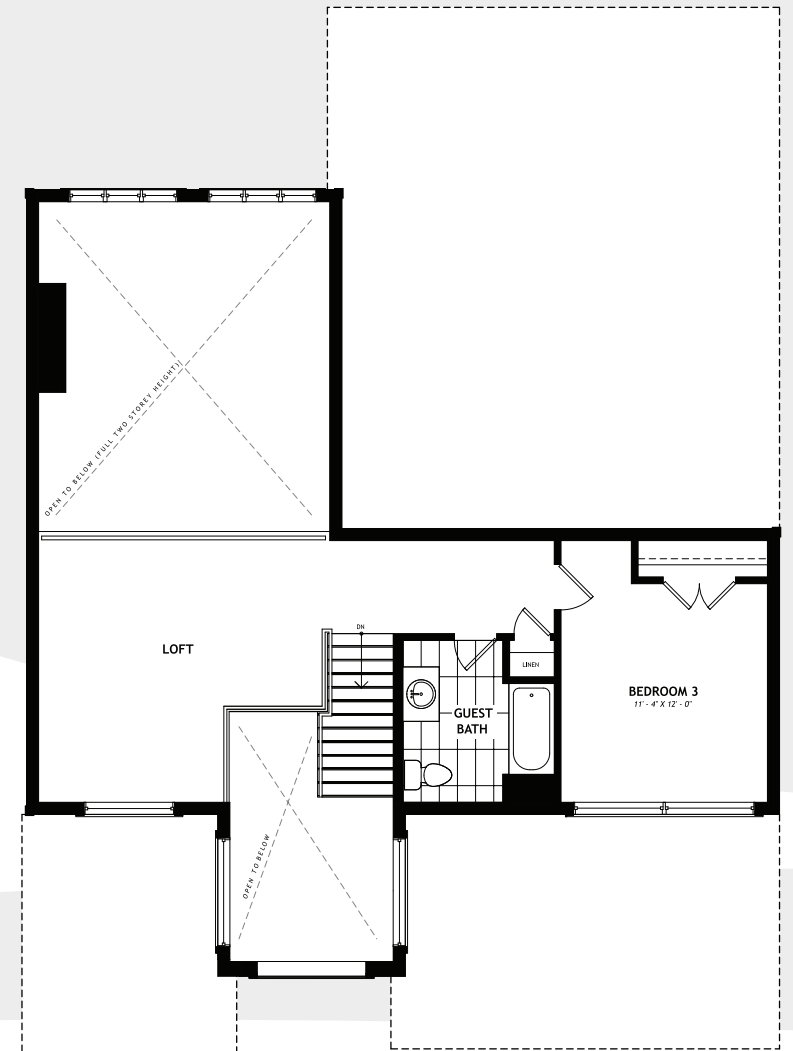 OPEN TO BELOW (FULL TWO STOREY HEIGHT)
DN
LOFT
LINEN
BEDROOM 3
11' - 4" X 12' - 0"
GUEST
BATH
OPEN TO BELOW